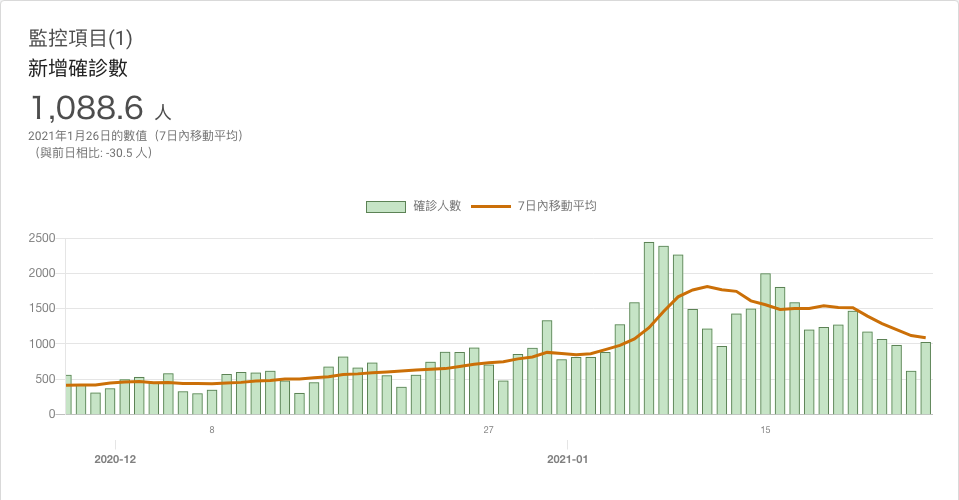 監控項目(1)
新增確診數
1,088.6 人
2021年1月26日的數值（7日內移動平均）
（與前日相比: -30.5 人）
確診人數 7日內移動平均
2500
2000
1500
1000
500
0
8 27 15
2020-12 2021-01